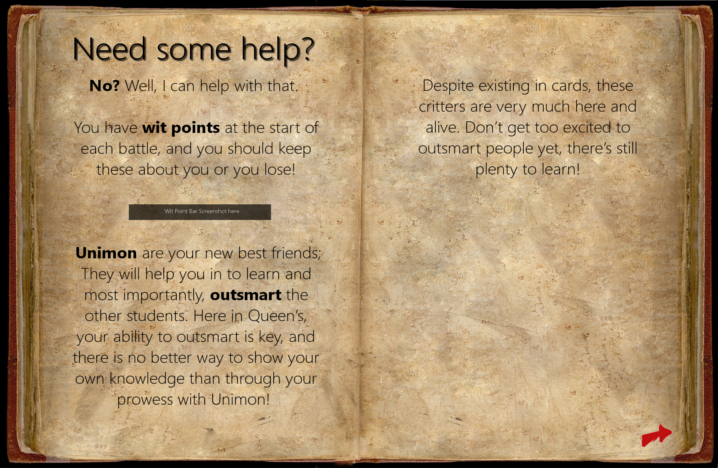 Need some help?
No? Well, I can help with that.
You have wit points at the start of
each battle, and you should keep
these about you or you lose!
Wit Point Bar Screenshot here
Unimon are your new best friends;
They will help you in to learn and
most importantly, outsmart the
other students. Here in Queen's,
your ability to outsmart is key, and
there is no better way to show your
own knowledge than through your
prowess with Unimon!
Despite existing in cards, these
critters are very much here and
alive. Don't get too excited to
outsmart people yet, there's still
plenty to learn!